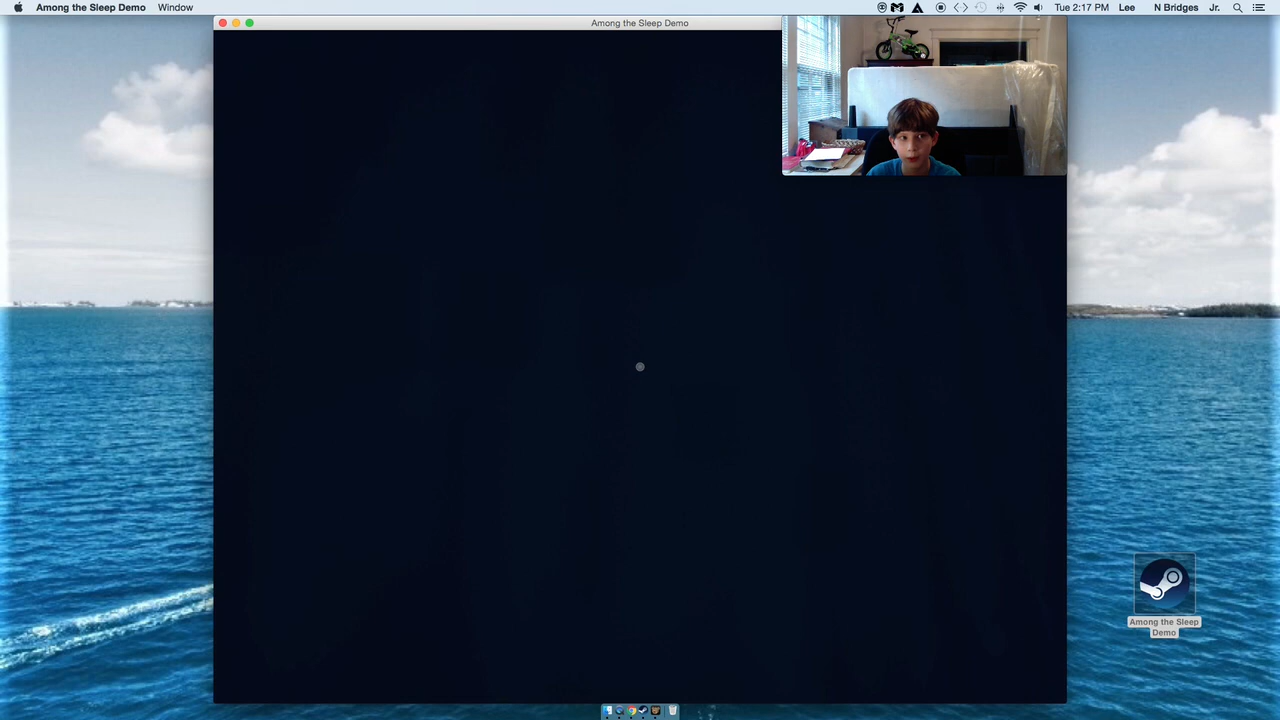 Among the Sleep Demo Window Tue 2:17 PM Lee N Bridges Jr.
Among the Sleep Demo
Among the Sleep
Demo